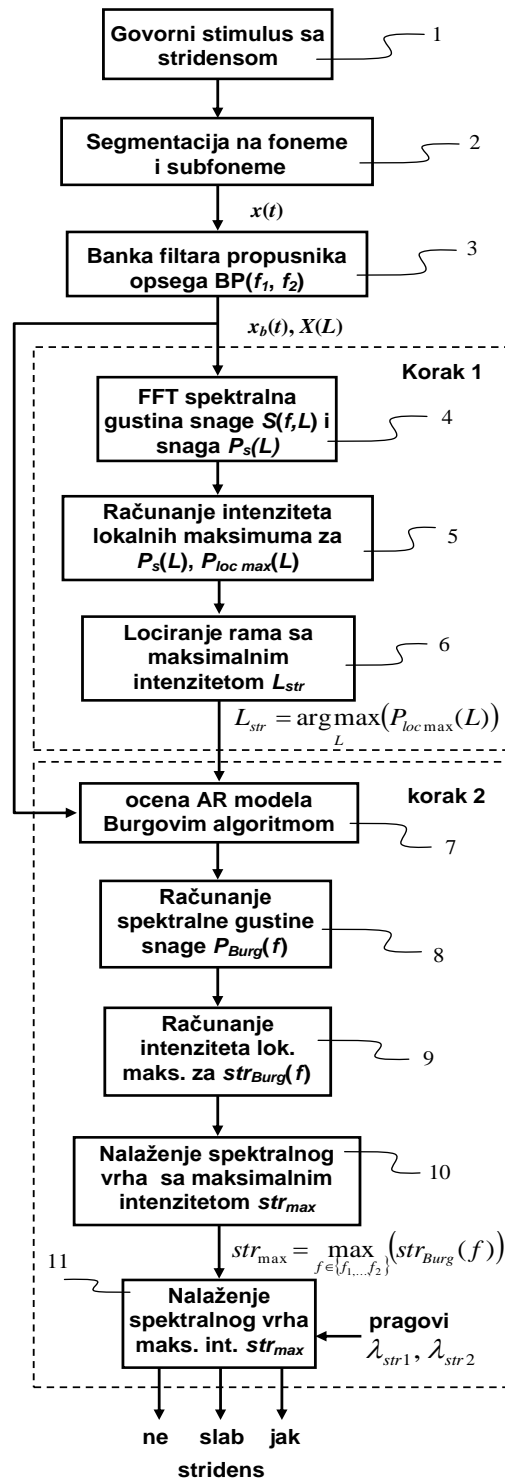 Govorni stimulus sa
stridensom
1
Segmentacija na foneme
i subfoneme
2
x(t)
Banka filtara propusnika
opsega BP(f1, f2)
3
xb(t), X(L)
Korak 1
FFT spektralna
gustina snage S(f,L) i
snaga Ps(L)
4
Računanje intenziteta
lokalnih maksimuma za
Ps(L), Ploc max(L)
5
Lociranje rama sa
maksimalnim
intenzitetom Lstr
6
Lstr = arg max (Ploc max(L))
L
korak 2
ocena AR modela
Burgovim algoritmom
7
Računanje
spektralne gustine
snage PBurg(f)
8
Računanje
intenziteta lok.
maks. za strBurg(f)
9
Nalaženje spektralnog
vrha sa maksimalnim
intenzitetom strmax
10
strmax = max (strBurg(f))
f∈{f1,...,f2}
11
Nalaženje
spektralnog vrha
maks. int. strmax
pragovi
λstr1, λstr2
ne slab jak
stridens